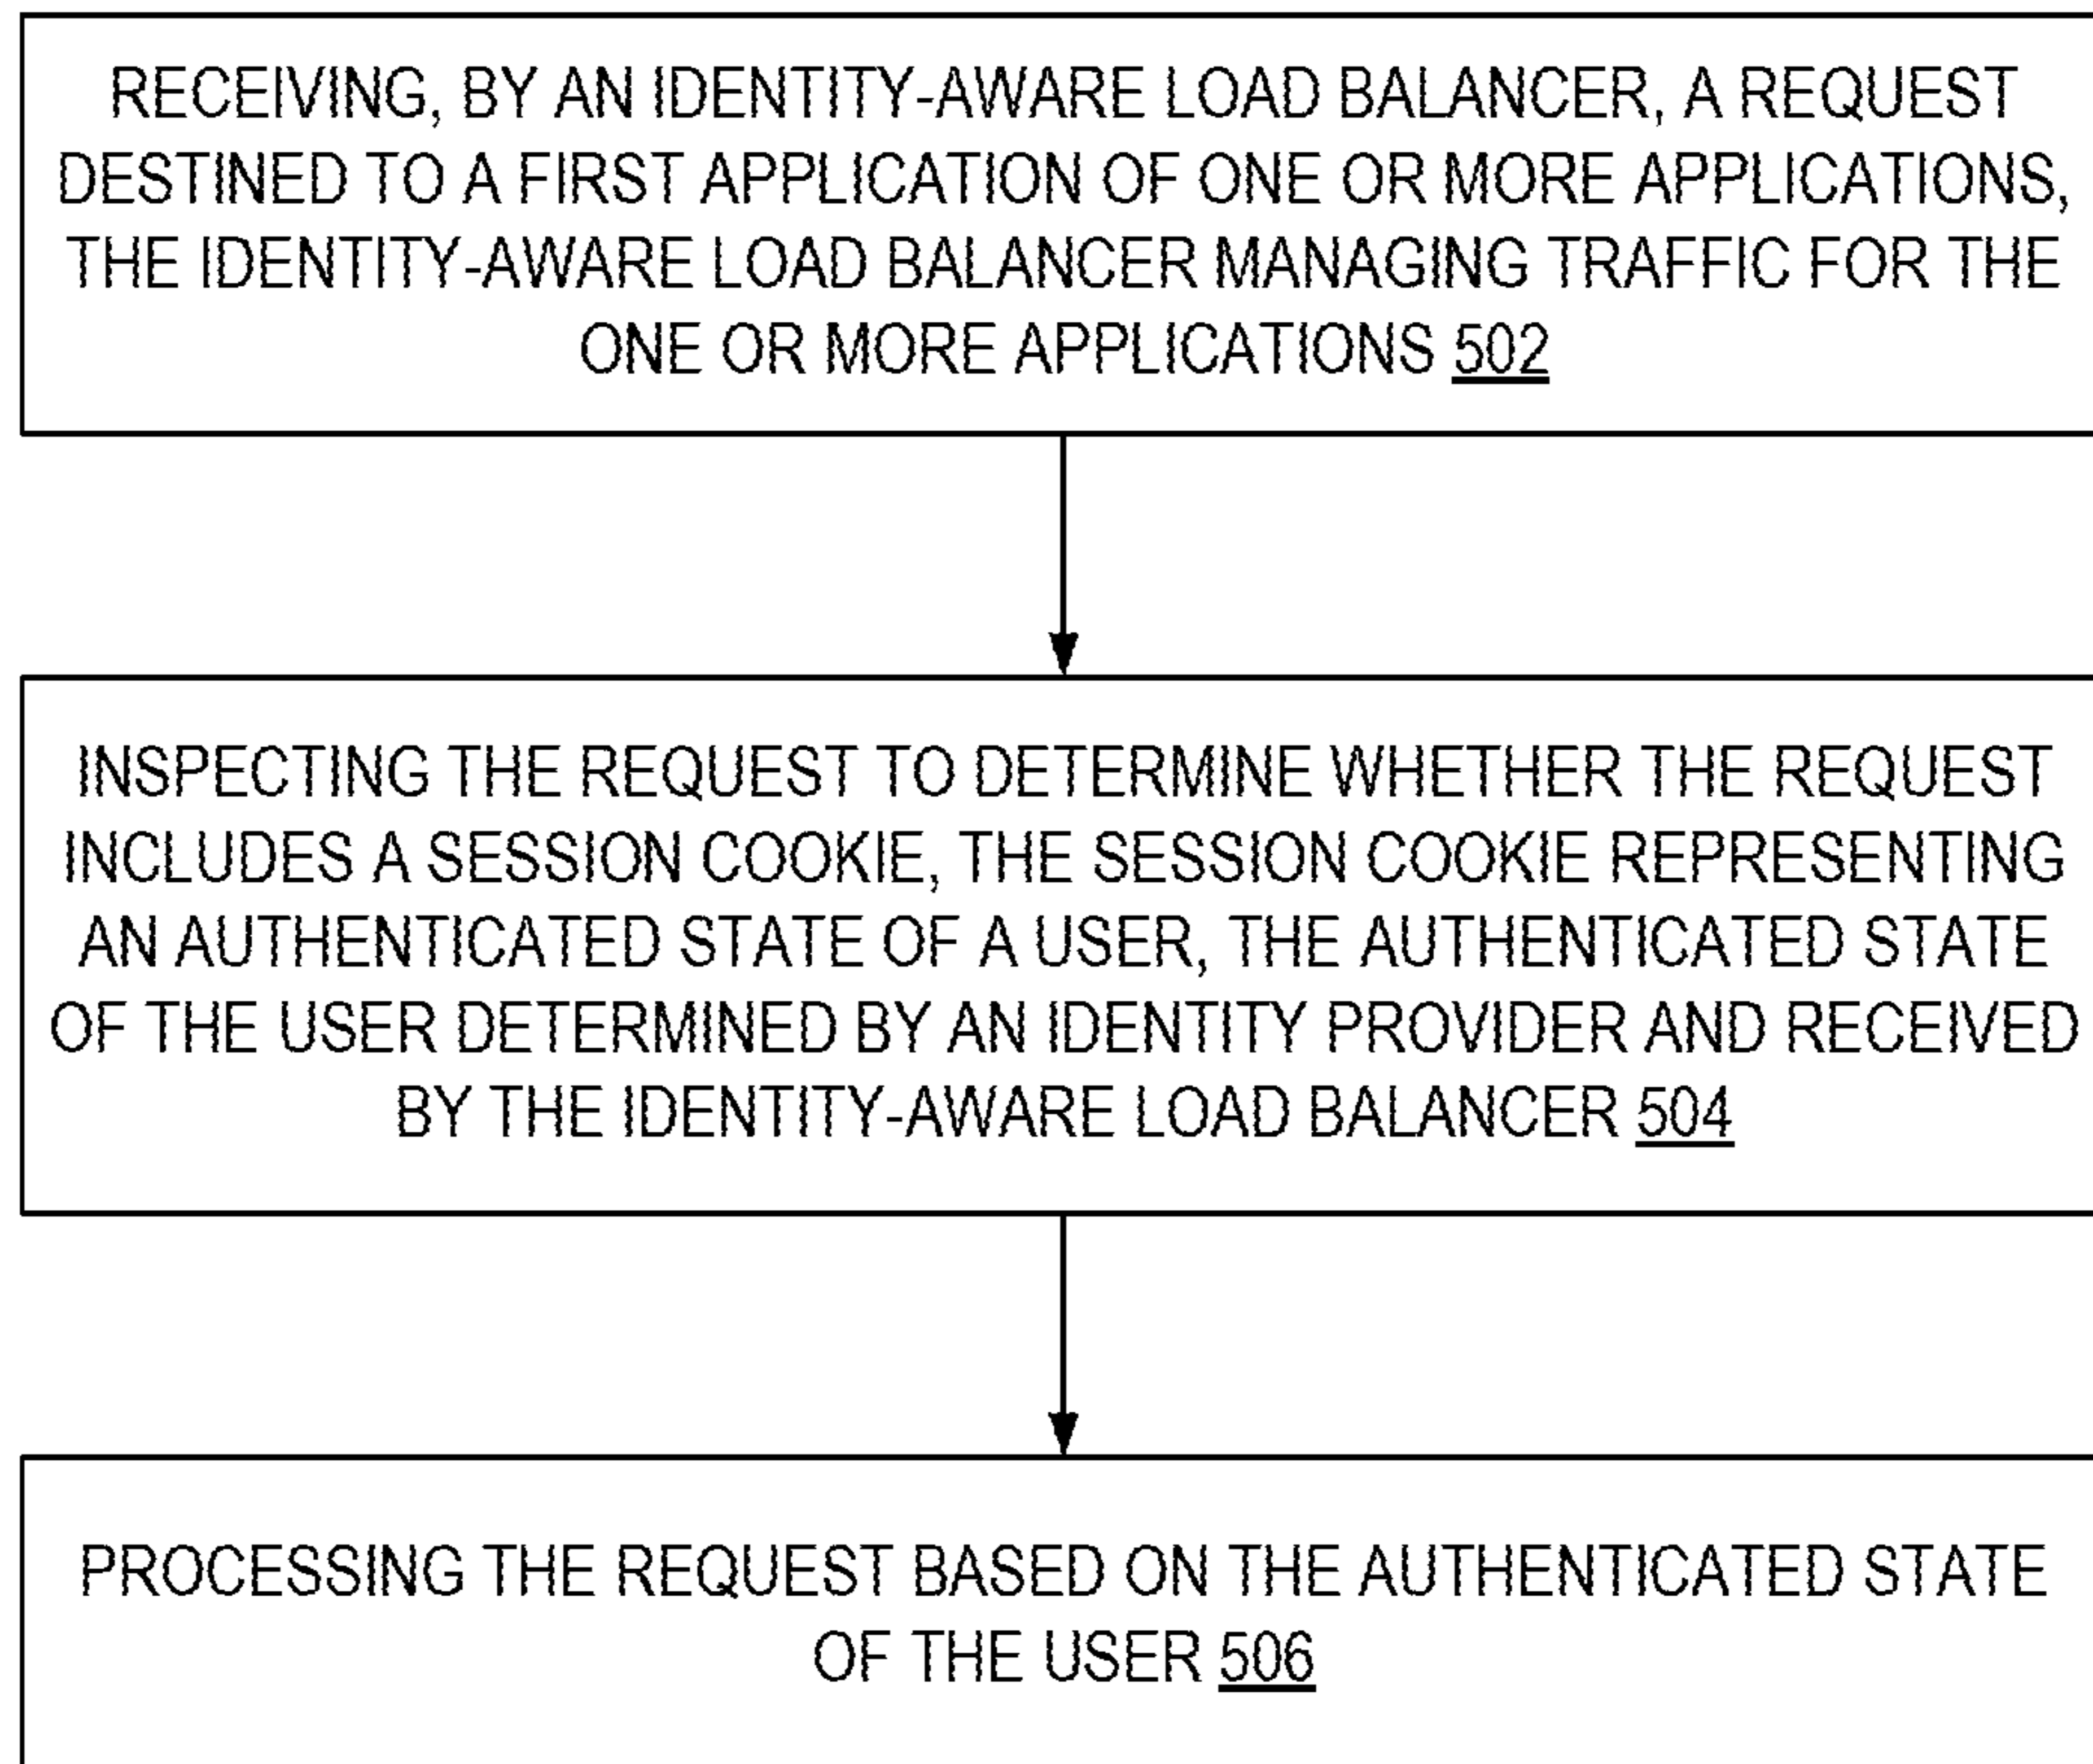 RECEIVING, BY AN IDENTITY-AWARE LOAD BALANCER, A REQUEST
DESTINED TO A FIRST APPLICATION OF ONE OR MORE APPLICATIONS,
THE IDENTITY-AWARE LOAD BALANCER MANAGING TRAFFIC FOR THE
ONE OR MORE APPLICATIONS 502
INSPECTING THE REQUEST TO DETERMINE WHETHER THE REQUEST
INCLUDES A SESSION COOKIE, THE SESSION COOKIE REPRESENTING
AN AUTHENTICATED STATE OF A USER, THE AUTHENTICATED STATE
OF THE USER DETERMINED BY AN IDENTITY PROVIDER AND RECEIVED
BY THE IDENTITY-AWARE LOAD BALANCER 504
PROCESSING THE REQUEST BASED ON THE AUTHENTICATED STATE
OF THE USER 506